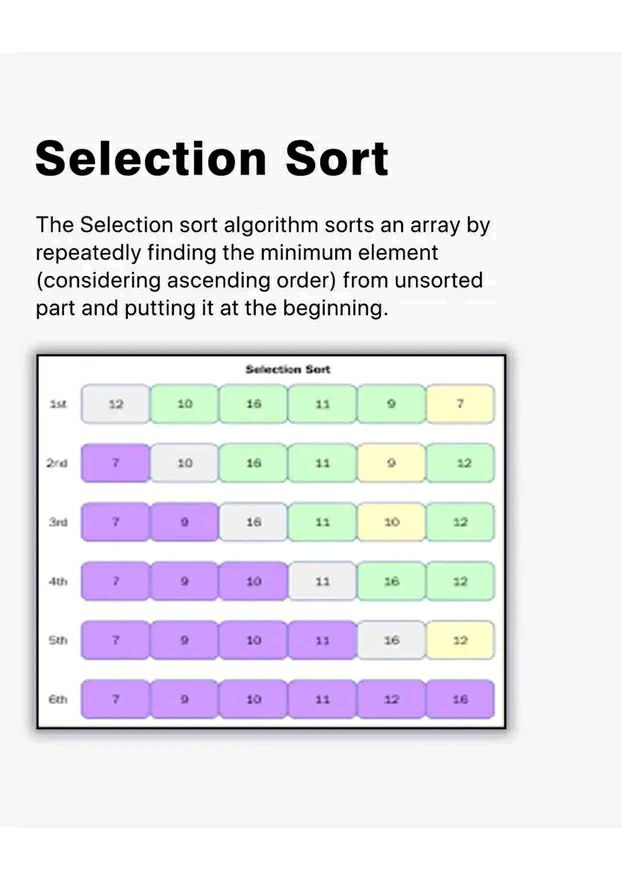 Selection Sort
The Selection sort algorithm sorts an array by
repeatedly finding the minimum element
(considering ascending order) from unsorted
part and putting it at the beginning.
Selection Sort
1st 12 10 16 11 9 7
2nd 7 10 16 11 9 12
3rd 7 9 16 11 10 12
4th 7 9 10 11 16 12
5th 7 9 10 11 16 12
6th 7 9 10 11 12 16